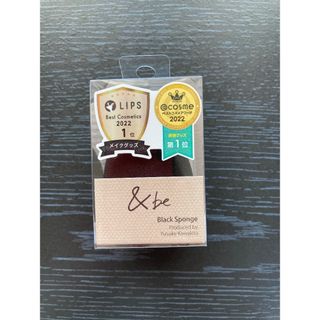 LIPS
Best Cosmetics
2022
1位
メイクグッズ
@cosme
ベストコスメアワード
2022
第1位
&be
Black Sponge
Produced by
Yusuke Kawakita